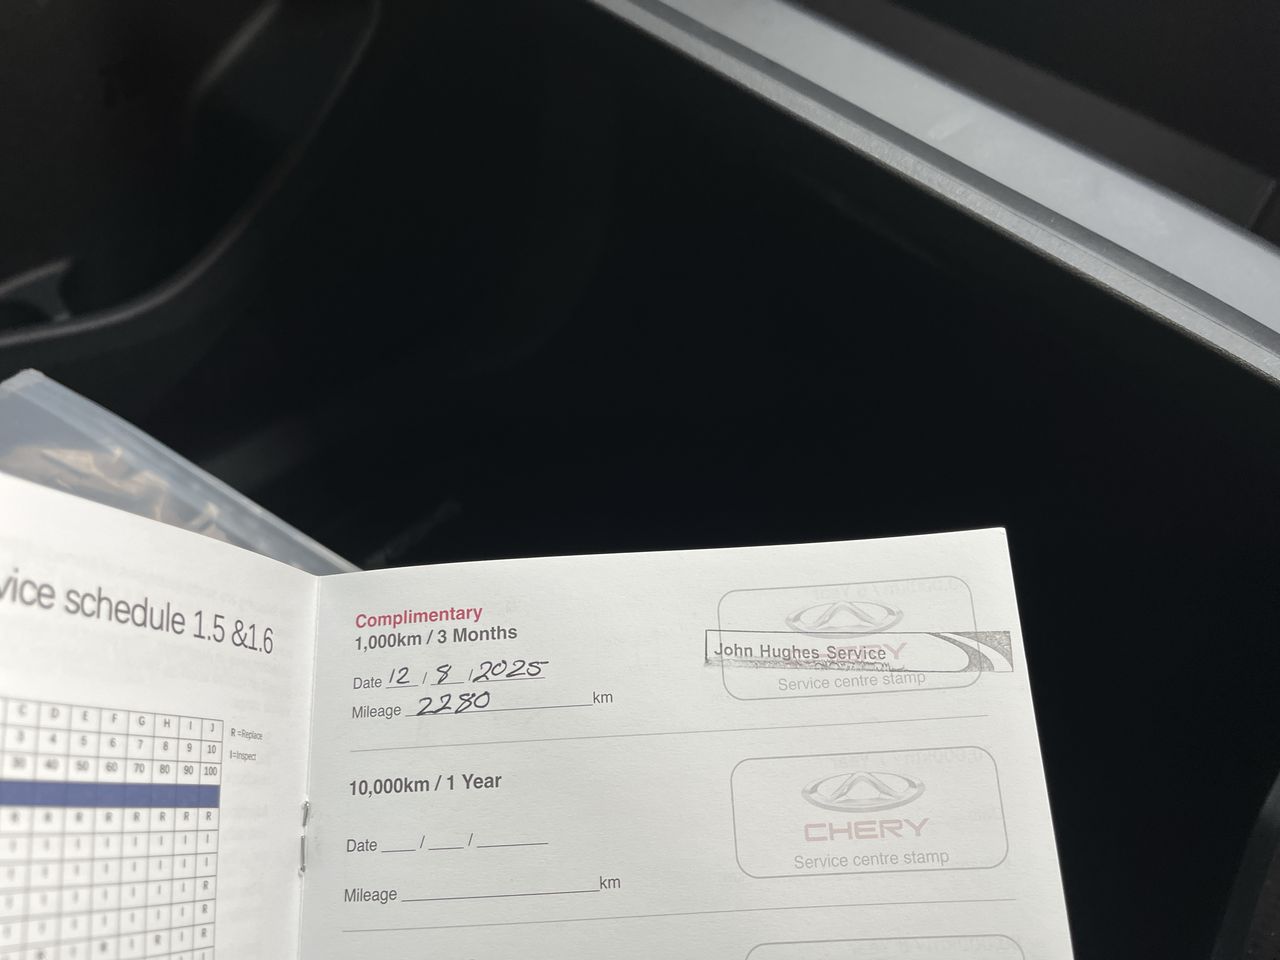 vice schedule 1.5 &1.6
C D E F G H I J
3 4 5 6 7 8 9 10
30 40 50 60 70 80 90 100
R =Replace
I=Inspect
R R R R R R R R
Complimentary
1,000km / 3 Months
Date 12 / 8 / 2025
Mileage 2280 km
John Hughes Service
Service centre stamp
10,000km / 1 Year
Date / /
Mileage km
CHERY
Service centre stamp